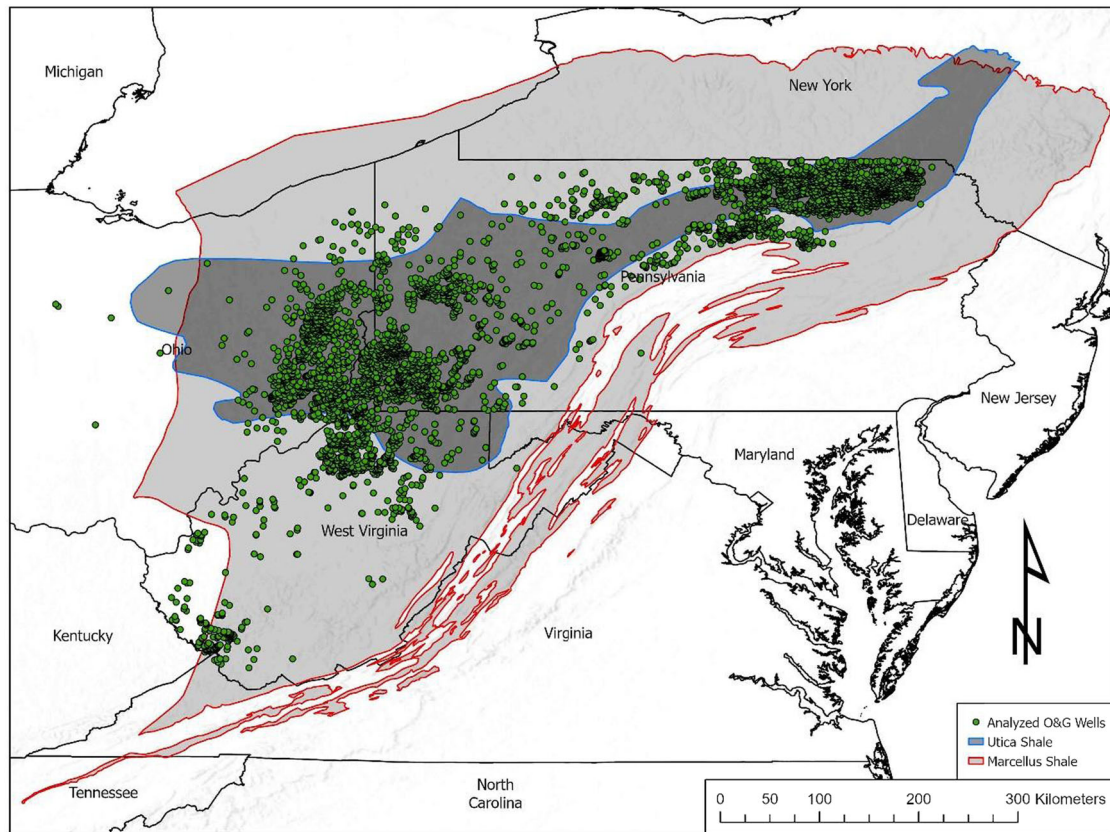 Michigan
New York
Pennsylvania
Ohio
New Jersey
Maryland
Delaware
West Virginia
Virginia
Kentucky
N
Analyzed O&G Wells
Utica Shale
Marcellus Shale
Tennessee
North
Carolina
0 50 100 200 300 Kilometers